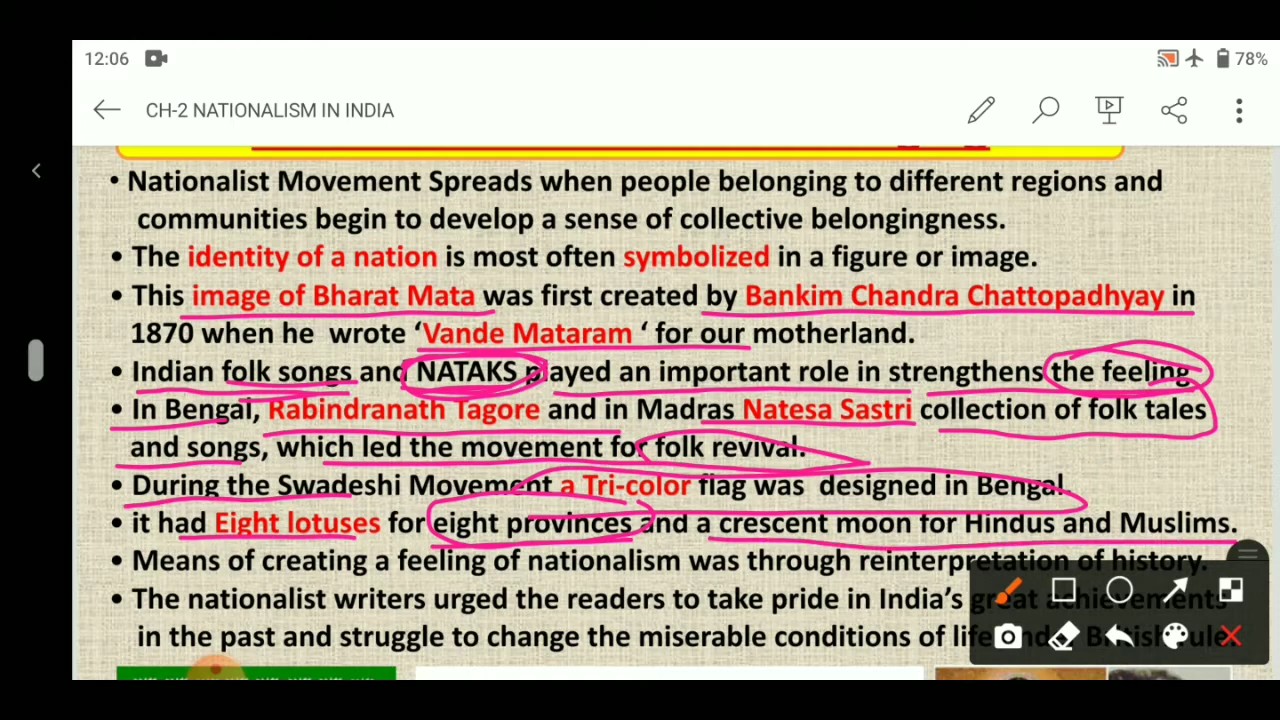 12:06
78%
CH-2 NATIONALISM IN INDIA
• Nationalist Movement Spreads when people belonging to different regions and
communities begin to develop a sense of collective belongingness.
• The identity of a nation is most often symbolized in a figure or image.
• This image of Bharat Mata was first created by Bankim Chandra Chattopadhyay in
1870 when he wrote ‘Vande Mataram ‘ for our motherland.
• Indian folk songs and NATAKS played an important role in strengthens the feeling
• In Bengal, Rabindranath Tagore and in Madras Natesa Sastri collection of folk tales
and songs, which led the movement for folk revival.
• During the Swadeshi Movement a Tri-color flag was designed in Bengal.
• it had Eight lotuses for eight provinces and a crescent moon for Hindus and Muslims.
• Means of creating a feeling of nationalism was through reinterpretation of history.
• The nationalist writers urged the readers to take pride in India’s great achievements
in the past and struggle to change the miserable conditions of life under British rule.